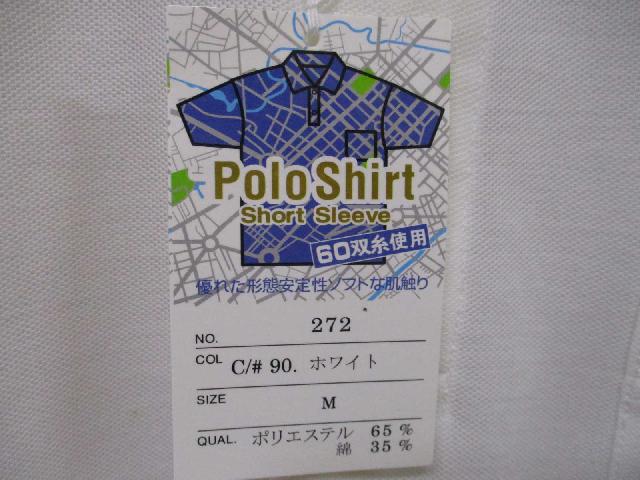 Polo Shirt
Short Sleeve
60双糸使用
優れた形態安定性ソフトな肌触り
NO. 272
COL C/# 90. ホワイト
SIZE M
QUAL. ポリエステル 65 %
綿 35 %